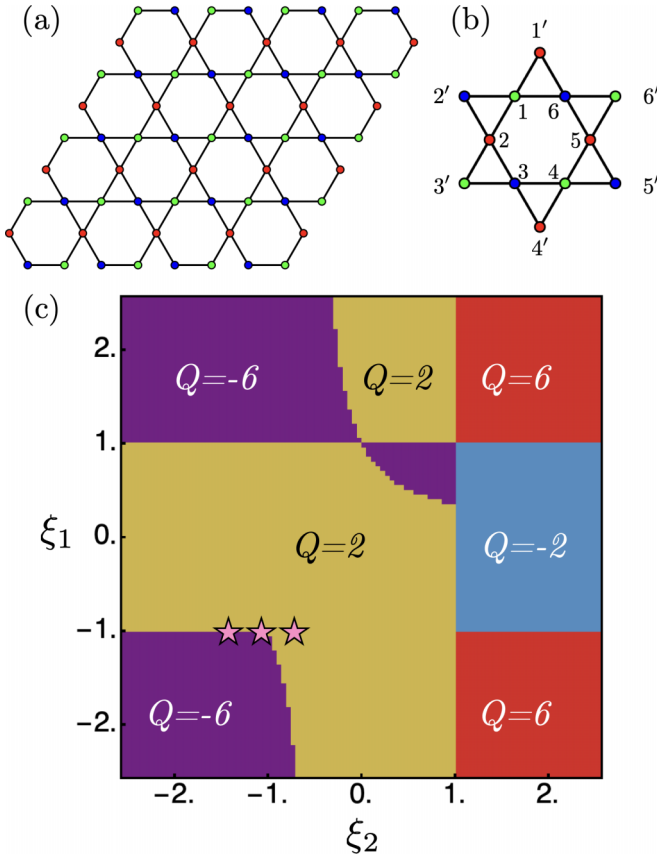 (a)
(b)
1′
2′
6′
1
6
2
5
3
4
3′
5′
4′
(c)
2.
Q=-6
Q=2
Q=6
1.
ξ1
0.
Q=2
Q=-2
-1.
Q=-6
Q=6
-2.
-2.
-1.
0.
1.
2.
ξ2